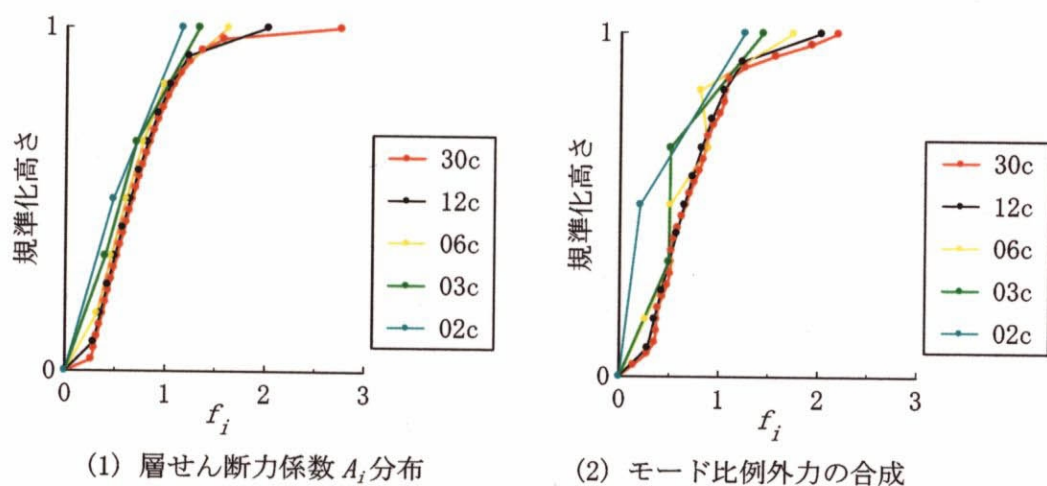 1
規準化高さ
0
0
1
2
3
f_i
30c
12c
06c
03c
02c
(1) 層せん断力係数 A_i 分布
1
規準化高さ
0
0
1
2
3
f_i
30c
12c
06c
03c
02c
(2) モード比例外力の合成